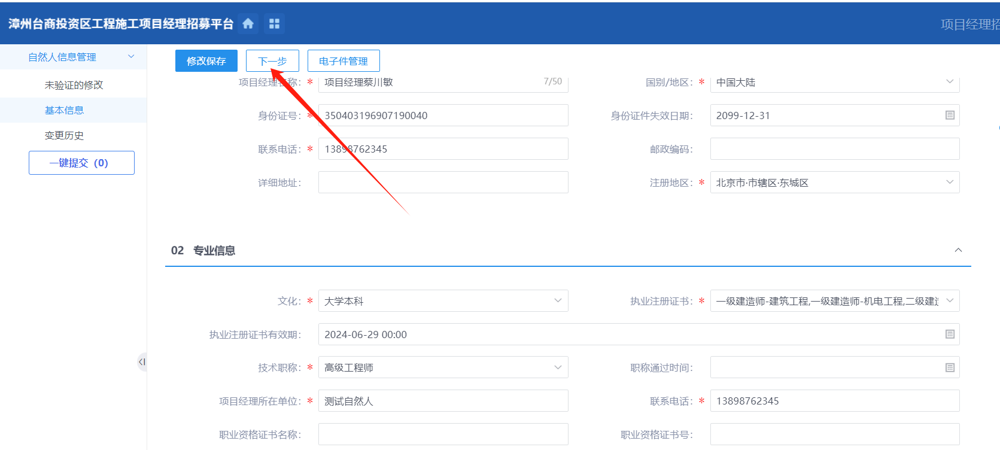 漳州台商投资区工程施工项目经理招募平台
项目经理招
自然人信息管理
未验证的修改
基本信息
变更历史
一键提交（0）
修改保存 下一步 电子件管理
项目经理名称： * 项目经理蔡川敏 7/50 国别/地区： * 中国大陆
身份证号： * 350403196907190040 身份证件失效日期： 2099-12-31
联系电话： * 13898762345 邮政编码：
详细地址： 注册地区： * 北京市·市辖区·东城区
02 专业信息
文化： * 大学本科 执业注册证书： * 一级建造师-建筑工程,一级建造师-机电工程,二级建造
执业注册证书有效期： 2024-06-29 00:00
技术职称： * 高级工程师 职称通过时间：
项目经理所在单位： * 测试自然人 联系电话： * 13898762345
职业资格证书名称： 职业资格证书号：